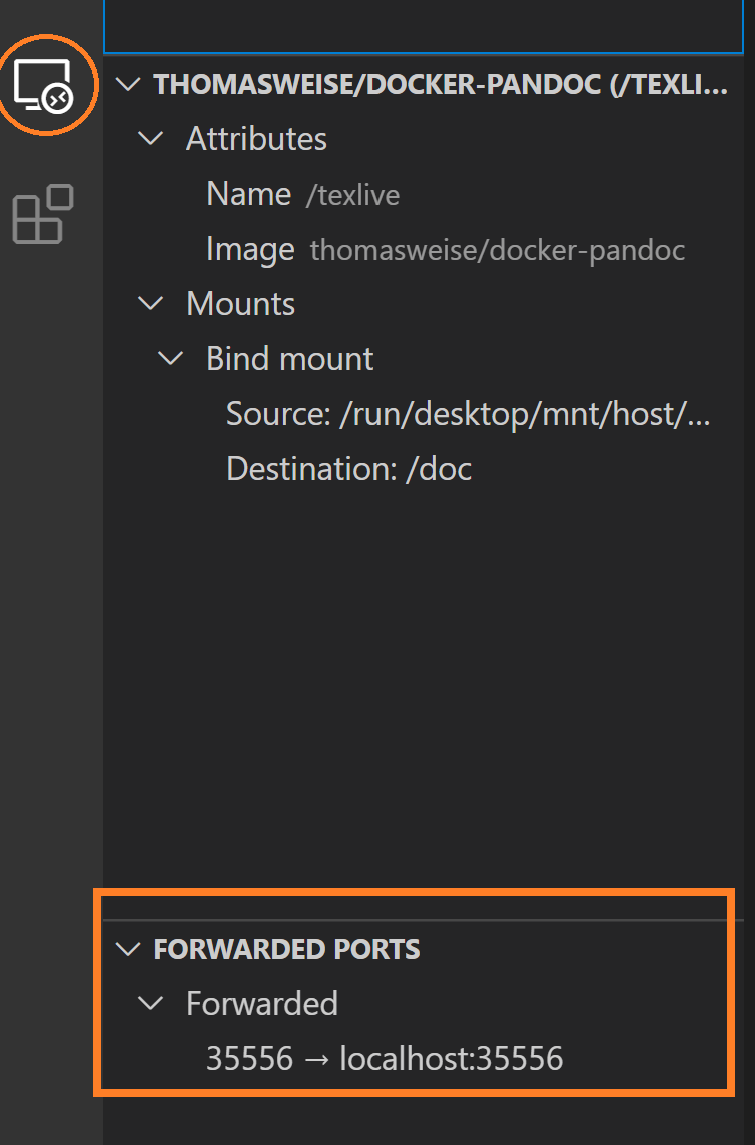 THOMASWEISE/DOCKER-PANDOC (/TEXLI...
Attributes
Name /texlive
Image thomasweise/docker-pandoc
Mounts
Bind mount
Source: /run/desktop/mnt/host/...
Destination: /doc
FORWARDED PORTS
Forwarded
35556 → localhost:35556